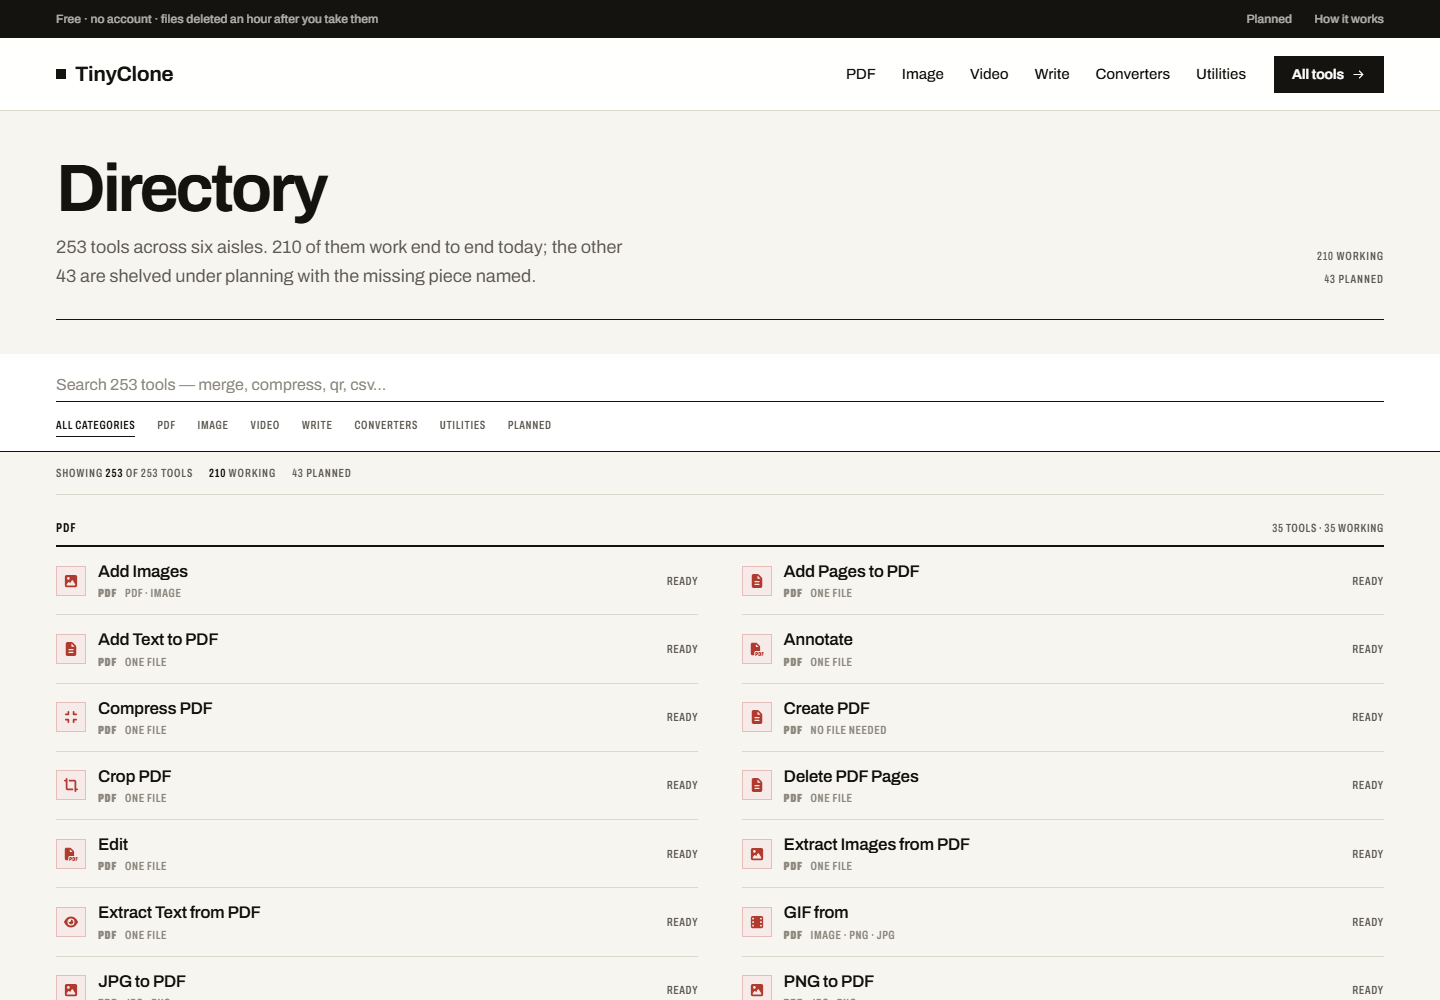 Free · no account · files deleted an hour after you take them
Planned
How it works
TinyClone
PDF
Image
Video
Write
Converters
Utilities
All tools →
Directory
253 tools across six aisles. 210 of them work end to end today; the other
43 are shelved under planning with the missing piece named.
210 WORKING
43 PLANNED
Search 253 tools — merge, compress, qr, csv...
ALL CATEGORIES
PDF
IMAGE
VIDEO
WRITE
CONVERTERS
UTILITIES
PLANNED
SHOWING 253 OF 253 TOOLS
210 WORKING
43 PLANNED
PDF
35 TOOLS · 35 WORKING
Add Images
PDF PDF · IMAGE
READY
Add Pages to PDF
PDF ONE FILE
READY
Add Text to PDF
PDF ONE FILE
READY
Annotate
PDF ONE FILE
READY
Compress PDF
PDF ONE FILE
READY
Create PDF
PDF NO FILE NEEDED
READY
Crop PDF
PDF ONE FILE
READY
Delete PDF Pages
PDF ONE FILE
READY
Edit
PDF ONE FILE
READY
Extract Images from PDF
PDF ONE FILE
READY
Extract Text from PDF
PDF ONE FILE
READY
GIF from
PDF IMAGE · PNG · JPG
READY
JPG to PDF
READY
PNG to PDF
READY